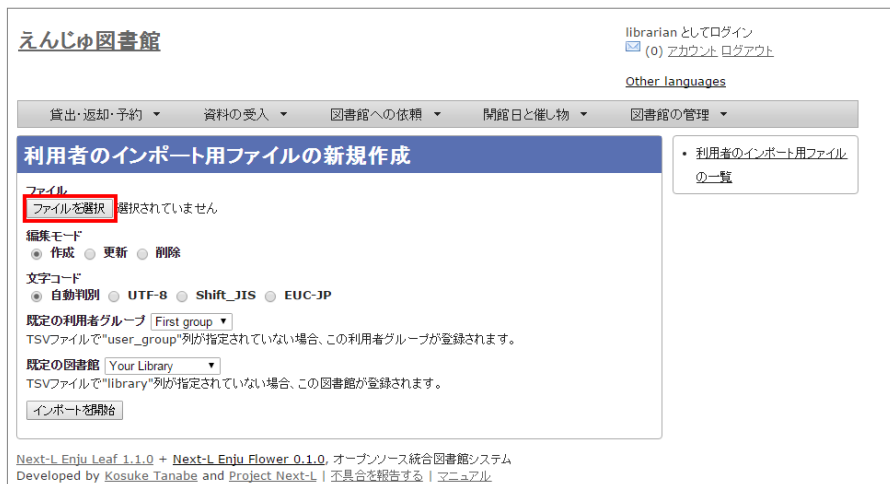 えんじゅ図書館
librarian としてログイン
(0) アカウント ログアウト
Other languages
貸出・返却・予約 ▼ 資料の受入 ▼ 図書館への依頼 ▼ 開館日と催し物 ▼ 図書館の管理 ▼
利用者のインポート用ファイルの新規作成
• 利用者のインポート用ファイル
の一覧
ファイル
ファイルを選択 選択されていません
編集モード
作成 更新 削除
文字コード
自動判別 UTF-8 Shift_JIS EUC-JP
既定の利用者グループ First group ▼
TSVファイルで"user_group"列が指定されていない場合、この利用者グループが登録されます。
既定の図書館 Your Library ▼
TSVファイルで"library"列が指定されていない場合、この図書館が登録されます。
インポートを開始
Next-L Enju Leaf 1.1.0 + Next-L Enju Flower 0.1.0, オープンソース統合図書館システム
Developed by Kosuke Tanabe and Project Next-L | 不具合を報告する | マニュアル